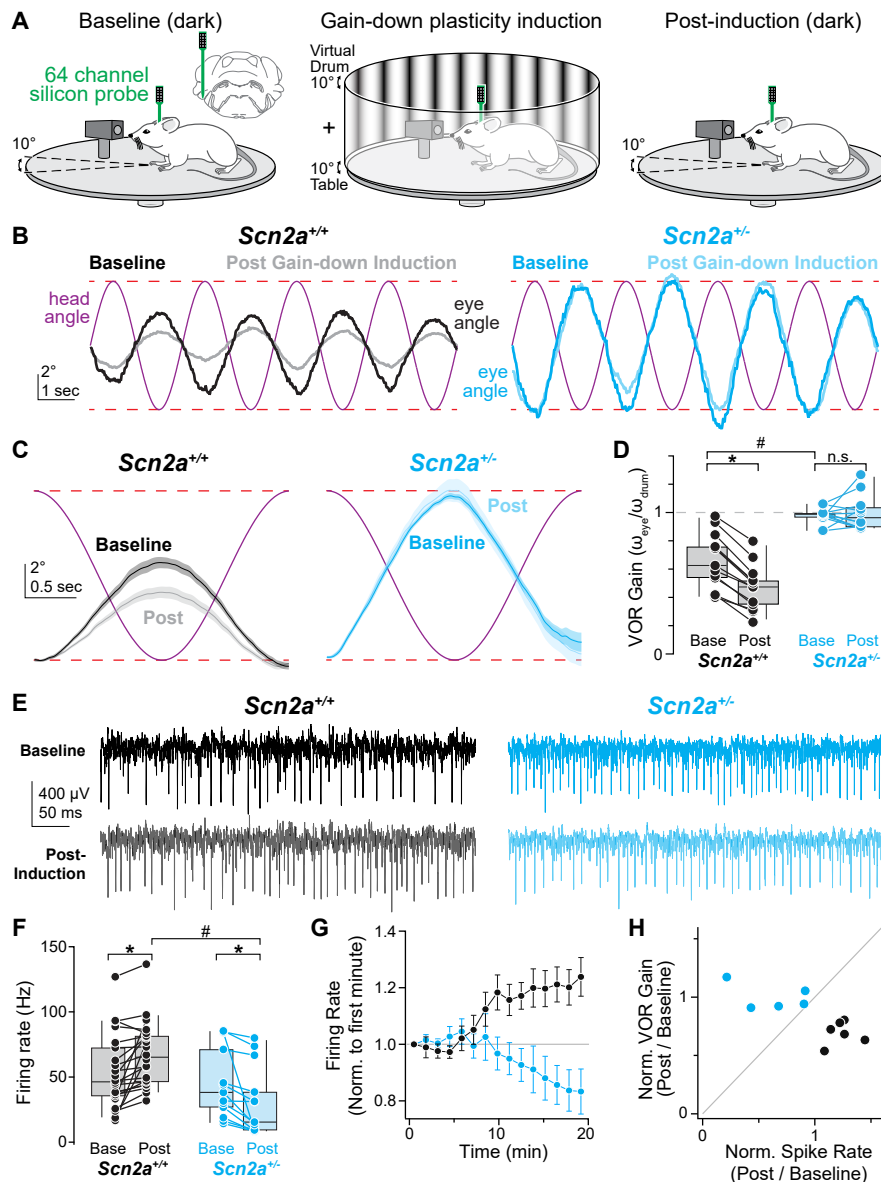 A
Baseline (dark)
Gain-down plasticity induction
Post-induction (dark)
64 channel
silicon probe
Virtual
Drum
10°
+
10°
Table
10°
10°
B
Scn2a+/+
Scn2a+/-
Baseline
Post Gain-down Induction
Baseline
Post Gain-down Induction
head
angle
eye
angle
eye
angle
2°
1 sec
C
Scn2a+/+
Scn2a+/-
Baseline
Post
Post
Baseline
2°
0.5 sec
D
#
*
n.s.
VOR Gain (ωeye/ωdrum)
1
0
Base
Post
Base
Post
Scn2a+/+
Scn2a+/-
E
Scn2a+/+
Scn2a+/-
Baseline
400 µV
50 ms
Post-
Induction
F
#
*
*
Firing rate (Hz)
150
100
50
0
Base
Post
Base
Post
Scn2a+/+
Scn2a+/-
G
Firing Rate
(Norm. to first minute)
1.4
1.2
1.0
0.8
0
10
20
Time (min)
H
Norm. VOR Gain
(Post / Baseline)
1
0
0
1
Norm. Spike Rate
(Post / Baseline)